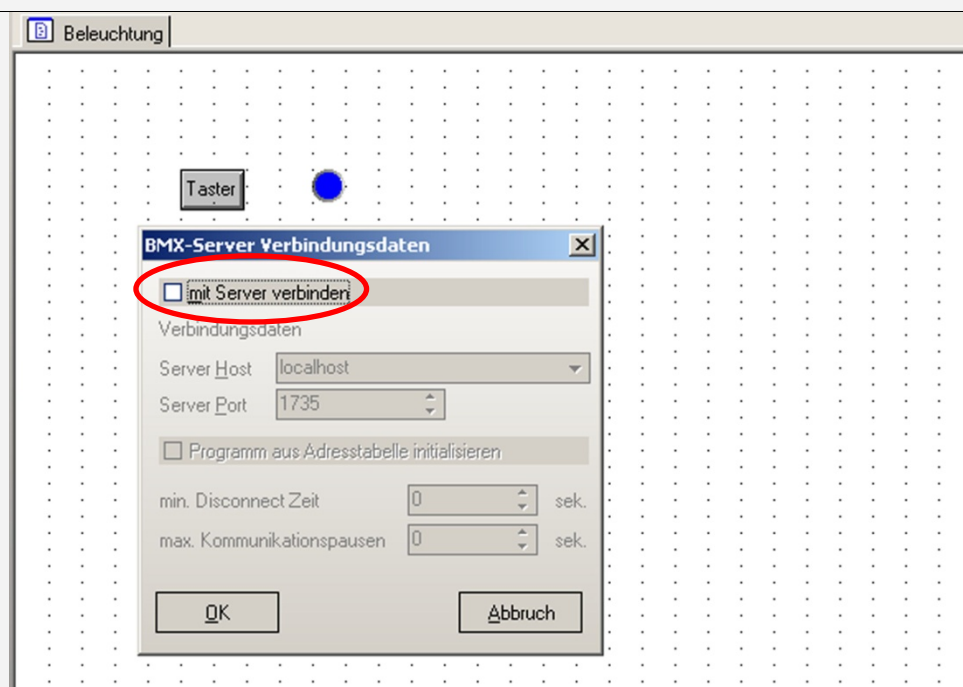 Beleuchtung
Taster
BMX-Server Verbindungsdaten
mit Server verbinden
Verbindungsdaten
Server Host localhost
Server Port 1735
Programm aus Adresstabelle initialisieren
min. Disconnect Zeit 0 sek.
max. Kommunikationspausen 0 sek.
OK Abbruch